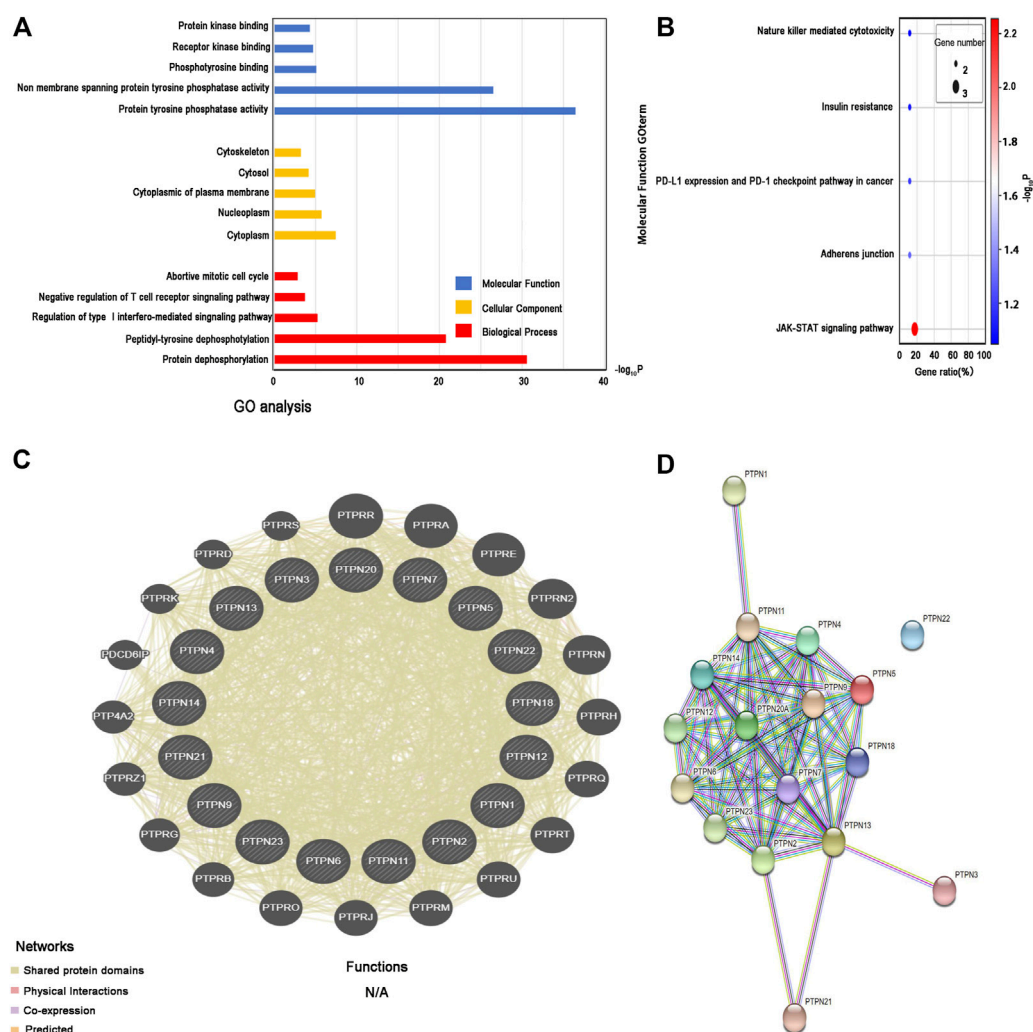 A
Protein kinase binding
Receptor kinase binding
Phosphotyrosine binding
Non membrane spanning protein tyrosine phosphatase activity
Protein tyrosine phosphatase activity
Cytoskeleton
Cytosol
Cytoplasmic of plasma membrane
Nucleoplasm
Cytoplasm
Abortive mitotic cell cycle
Negative regulation of T cell receptor singnaling pathway
Regulation of type I interfero-mediated singnaling pathway
Peptidyl-tyrosine dephosphotylation
Protein dephosphorylation
Molecular Function
Cellular Component
Biological Process
0 10 20 30 40
-log10P
GO analysis
B
Molecular Function GOterm
Nature killer mediated cytotoxicity
Insulin resistance
PD-L1 expression and PD-1 checkpoint pathway in cancer
Adherens junction
JAK-STAT signaling pathway
Gene number
2
3
0 20 40 60 80 100
Gene ratio(%)
2.2
2.0
1.8
1.6
1.4
1.2
-log10P
C
PTPRS
PTPRR
PTPRA
PTPRD
PTPRE
PTPN3
PTPN20
PTPN7
PTPRK
PTPN13
PTPN5
PTPRN2
PDCD6IP
PTPN4
PTPN22
PTPRN
PTP4A2
PTPN14
PTPN18
PTPRH
PTPRZ1
PTPN21
PTPN12
PTPRQ
PTPRG
PTPN9
PTPN1
PTPRT
PTPN23
PTPN6
PTPN11
PTPN2
PTPRB
PTPRU
PTPRO
PTPRJ
PTPRM
Networks
Shared protein domains
Physical Interactions
Co-expression
Predicted
Functions
N/A
D
PTPN1
PTPN11
PTPN4
PTPN22
PTPN14
PTPN9
PTPN5
PTPN12
PTPN20A
PTPN18
PTPN6
PTPN7
PTPN23
PTPN13
PTPN2
PTPN3
PTPN21